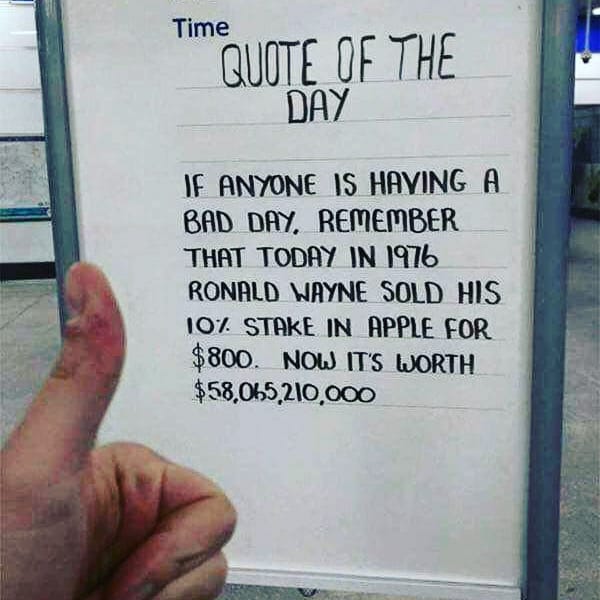 Time
QUOTE OF THE
DAY
IF ANYONE IS HAVING A
BAD DAY, REMEMBER
THAT TODAY IN 1976
RONALD WAYNE SOLD HIS
10% STAKE IN APPLE FOR
$800. NOW IT'S WORTH
$58,065,210,000